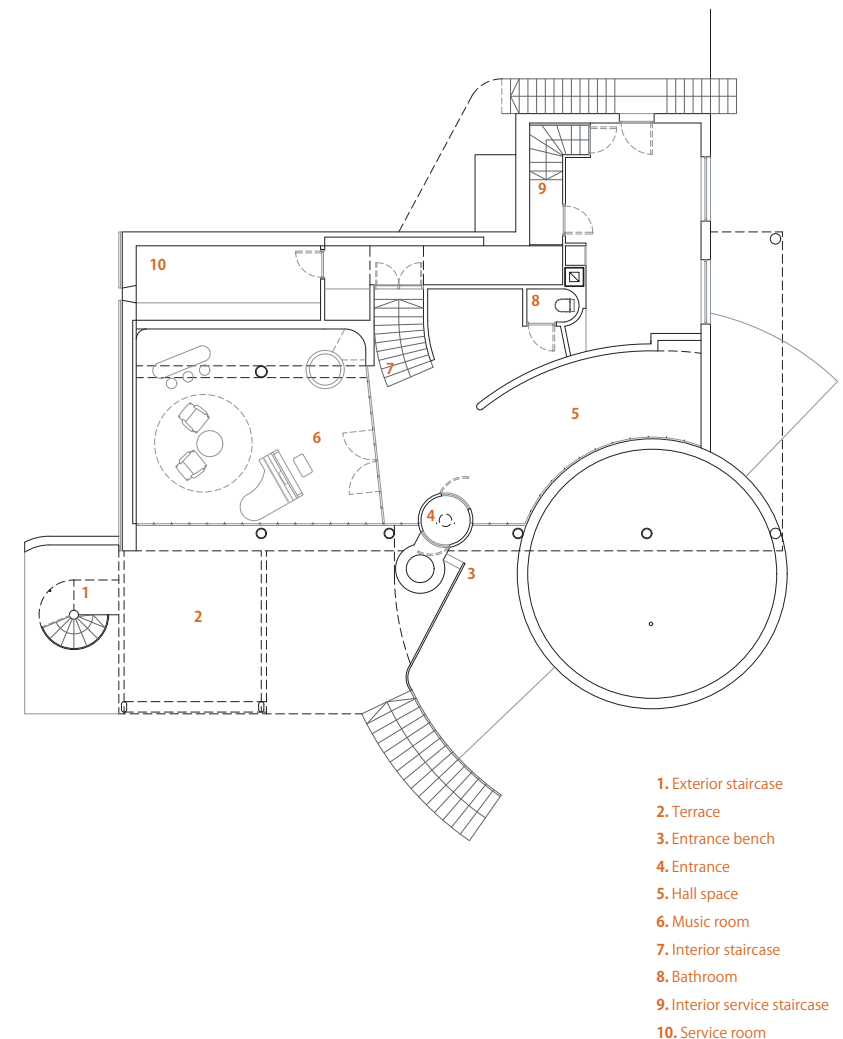 9
10
8
7
5
6
4
3
1
2
1. Exterior staircase
2. Terrace
3. Entrance bench
4. Entrance
5. Hall space
6. Music room
7. Interior staircase
8. Bathroom
9. Interior service staircase
10. Service room